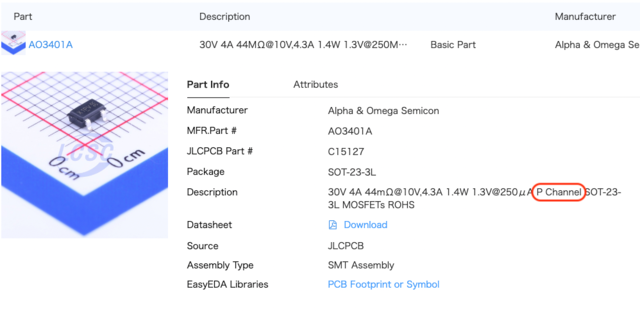 Part Description Manufacturer
AO3401A 30V 4A 44MΩ@10V,4.3A 1.4W 1.3V@250M··· Basic Part Alpha & Omega Se
Part Info Attributes
Manufacturer Alpha & Omega Semicon
MFR.Part # AO3401A
JLCPCB Part # C15127
Package SOT-23-3L
Description 30V 4A 44mΩ@10V,4.3A 1.4W 1.3V@250μA P Channel SOT-23-
3L MOSFETs ROHS
Datasheet Download
Source JLCPCB
Assembly Type SMT Assembly
EasyEDA Libraries PCB Footprint or Symbol
LCSC
0cm 0cm